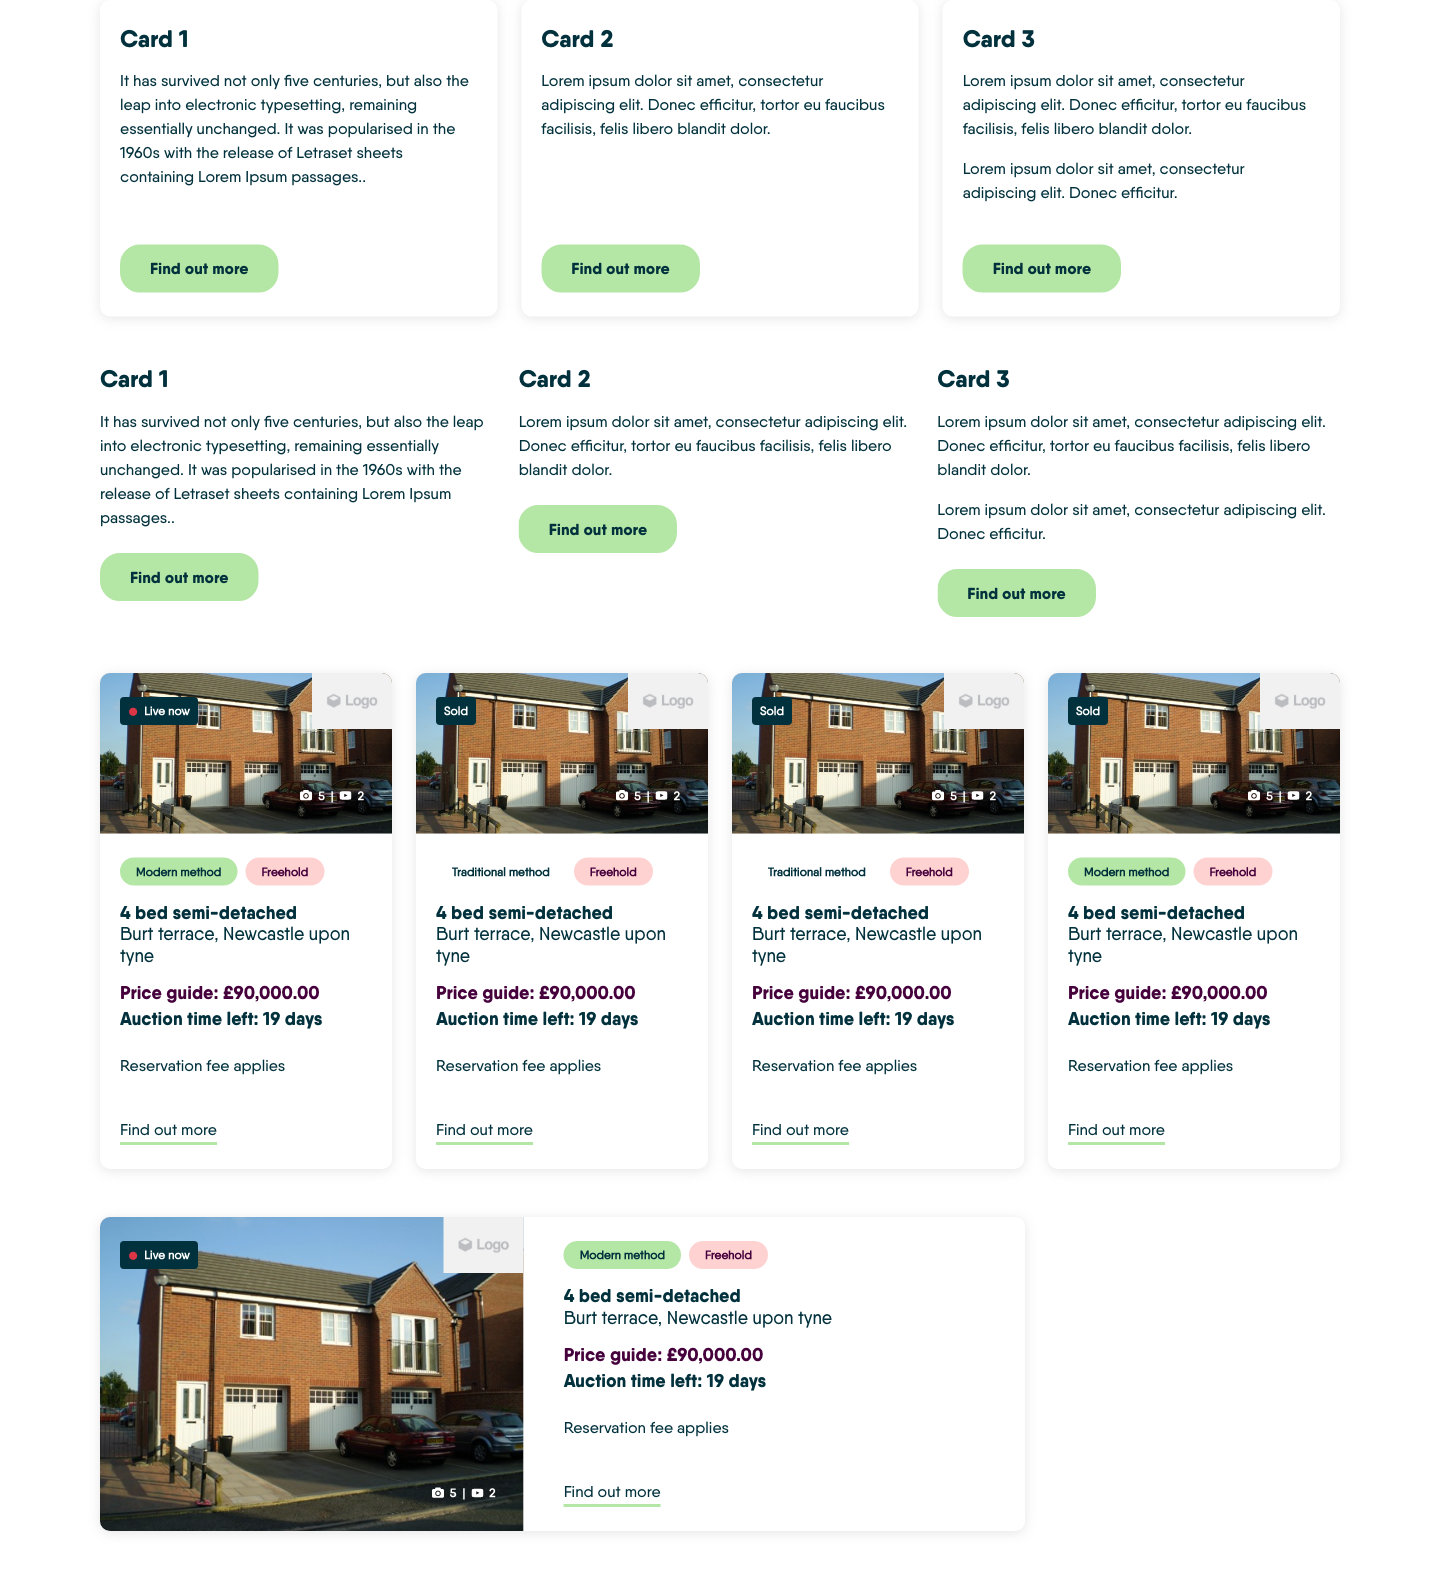 Card 1
It has survived not only five centuries, but also the
leap into electronic typesetting, remaining
essentially unchanged. It was popularised in the
1960s with the release of Letraset sheets
containing Lorem Ipsum passages..
Find out more
Card 2
Lorem ipsum dolor sit amet, consectetur
adipiscing elit. Donec efficitur, tortor eu faucibus
facilisis, felis libero blandit dolor.
Find out more
Card 3
Lorem ipsum dolor sit amet, consectetur
adipiscing elit. Donec efficitur, tortor eu faucibus
facilisis, felis libero blandit dolor.
Lorem ipsum dolor sit amet, consectetur
adipiscing elit. Donec efficitur.
Find out more
Card 1
It has survived not only five centuries, but also the leap
into electronic typesetting, remaining essentially
unchanged. It was popularised in the 1960s with the
release of Letraset sheets containing Lorem Ipsum
passages..
Find out more
Card 2
Lorem ipsum dolor sit amet, consectetur adipiscing elit.
Donec efficitur, tortor eu faucibus facilisis, felis libero
blandit dolor.
Find out more
Card 3
Lorem ipsum dolor sit amet, consectetur adipiscing elit.
Donec efficitur, tortor eu faucibus facilisis, felis libero
blandit dolor.
Lorem ipsum dolor sit amet, consectetur adipiscing elit.
Donec efficitur.
Find out more
Live now
Logo
5 | 2
Modern method
Freehold
4 bed semi-detached
Burt terrace, Newcastle upon
tyne
Price guide: £90,000.00
Auction time left: 19 days
Reservation fee applies
Find out more
Sold
Logo
5 | 2
Traditional method
Freehold
4 bed semi-detached
Burt terrace, Newcastle upon
tyne
Price guide: £90,000.00
Auction time left: 19 days
Reservation fee applies
Find out more
Sold
Logo
5 | 2
Traditional method
Freehold
4 bed semi-detached
Burt terrace, Newcastle upon
tyne
Price guide: £90,000.00
Auction time left: 19 days
Reservation fee applies
Find out more
Sold
Logo
5 | 2
Modern method
Freehold
4 bed semi-detached
Burt terrace, Newcastle upon
tyne
Price guide: £90,000.00
Auction time left: 19 days
Reservation fee applies
Find out more
Live now
Logo
5 | 2
Modern method
Freehold
4 bed semi-detached
Burt terrace, Newcastle upon tyne
Price guide: £90,000.00
Auction time left: 19 days
Reservation fee applies
Find out more